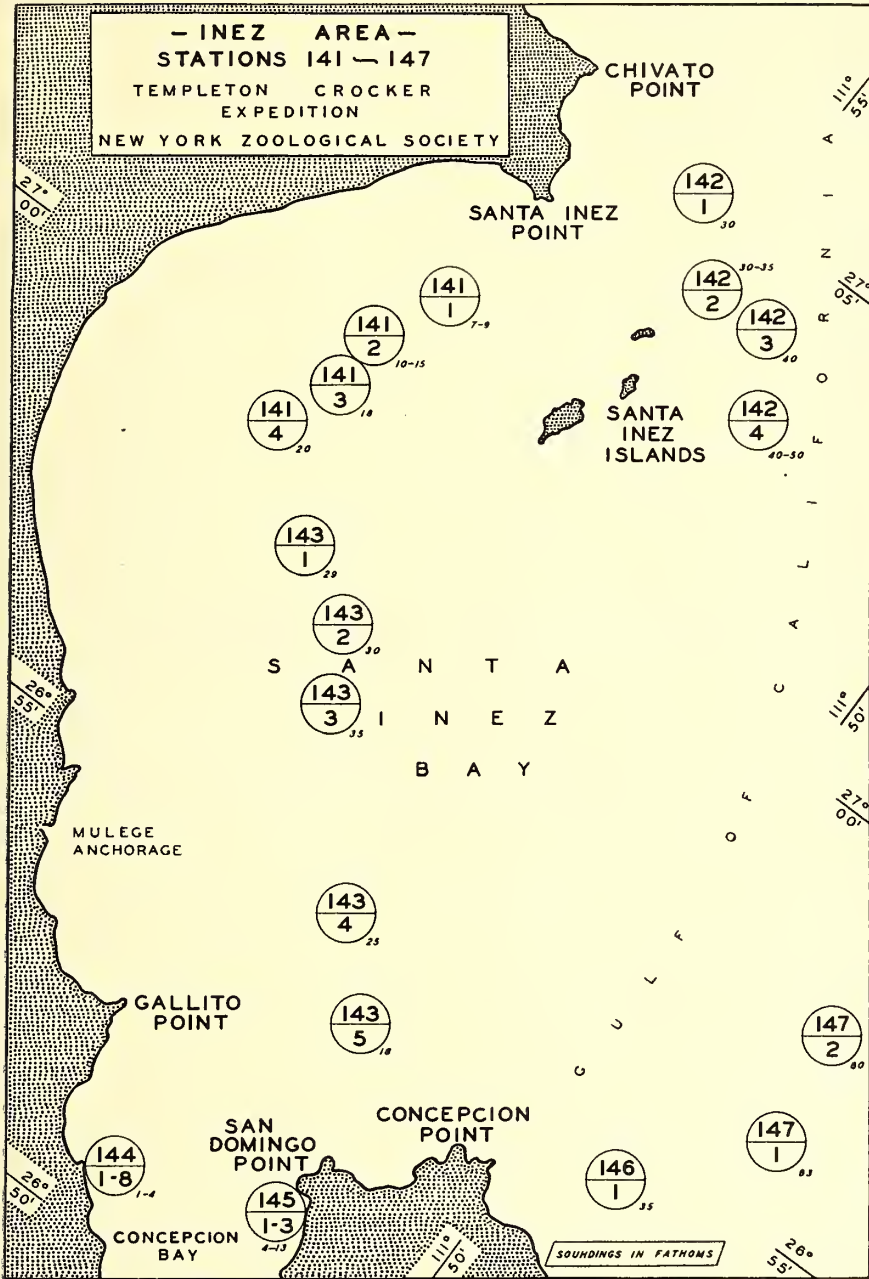 – INEZ AREA –
STATIONS 141 – 147
TEMPLETON CROCKER
EXPEDITION
NEW YORK ZOOLOGICAL SOCIETY
CHIVATO
POINT
111°
55'
27°
00'
SANTA INEZ
POINT
142
1
30
141
1
7-9
142
2
30-35
27°
05'
141
2
10-15
142
3
40
141
3
18
141
4
20
SANTA
INEZ
ISLANDS
142
4
40-50
143
1
29
143
2
30
SANTA
INEZ
BAY
143
3
35
26°
55'
111°
50'
27°
00'
GULF OF CALIFORNIA
MULEGE
ANCHORAGE
143
4
25
GALLITO
POINT
143
5
18
147
2
80
SAN
DOMINGO
POINT
CONCEPCION
POINT
147
1
83
144
1-8
1-4
146
1
35
26°
50'
145
1-3
4-13
CONCEPCION
BAY
111°
50'
SOUNDINGS IN FATHOMS
26°
55'